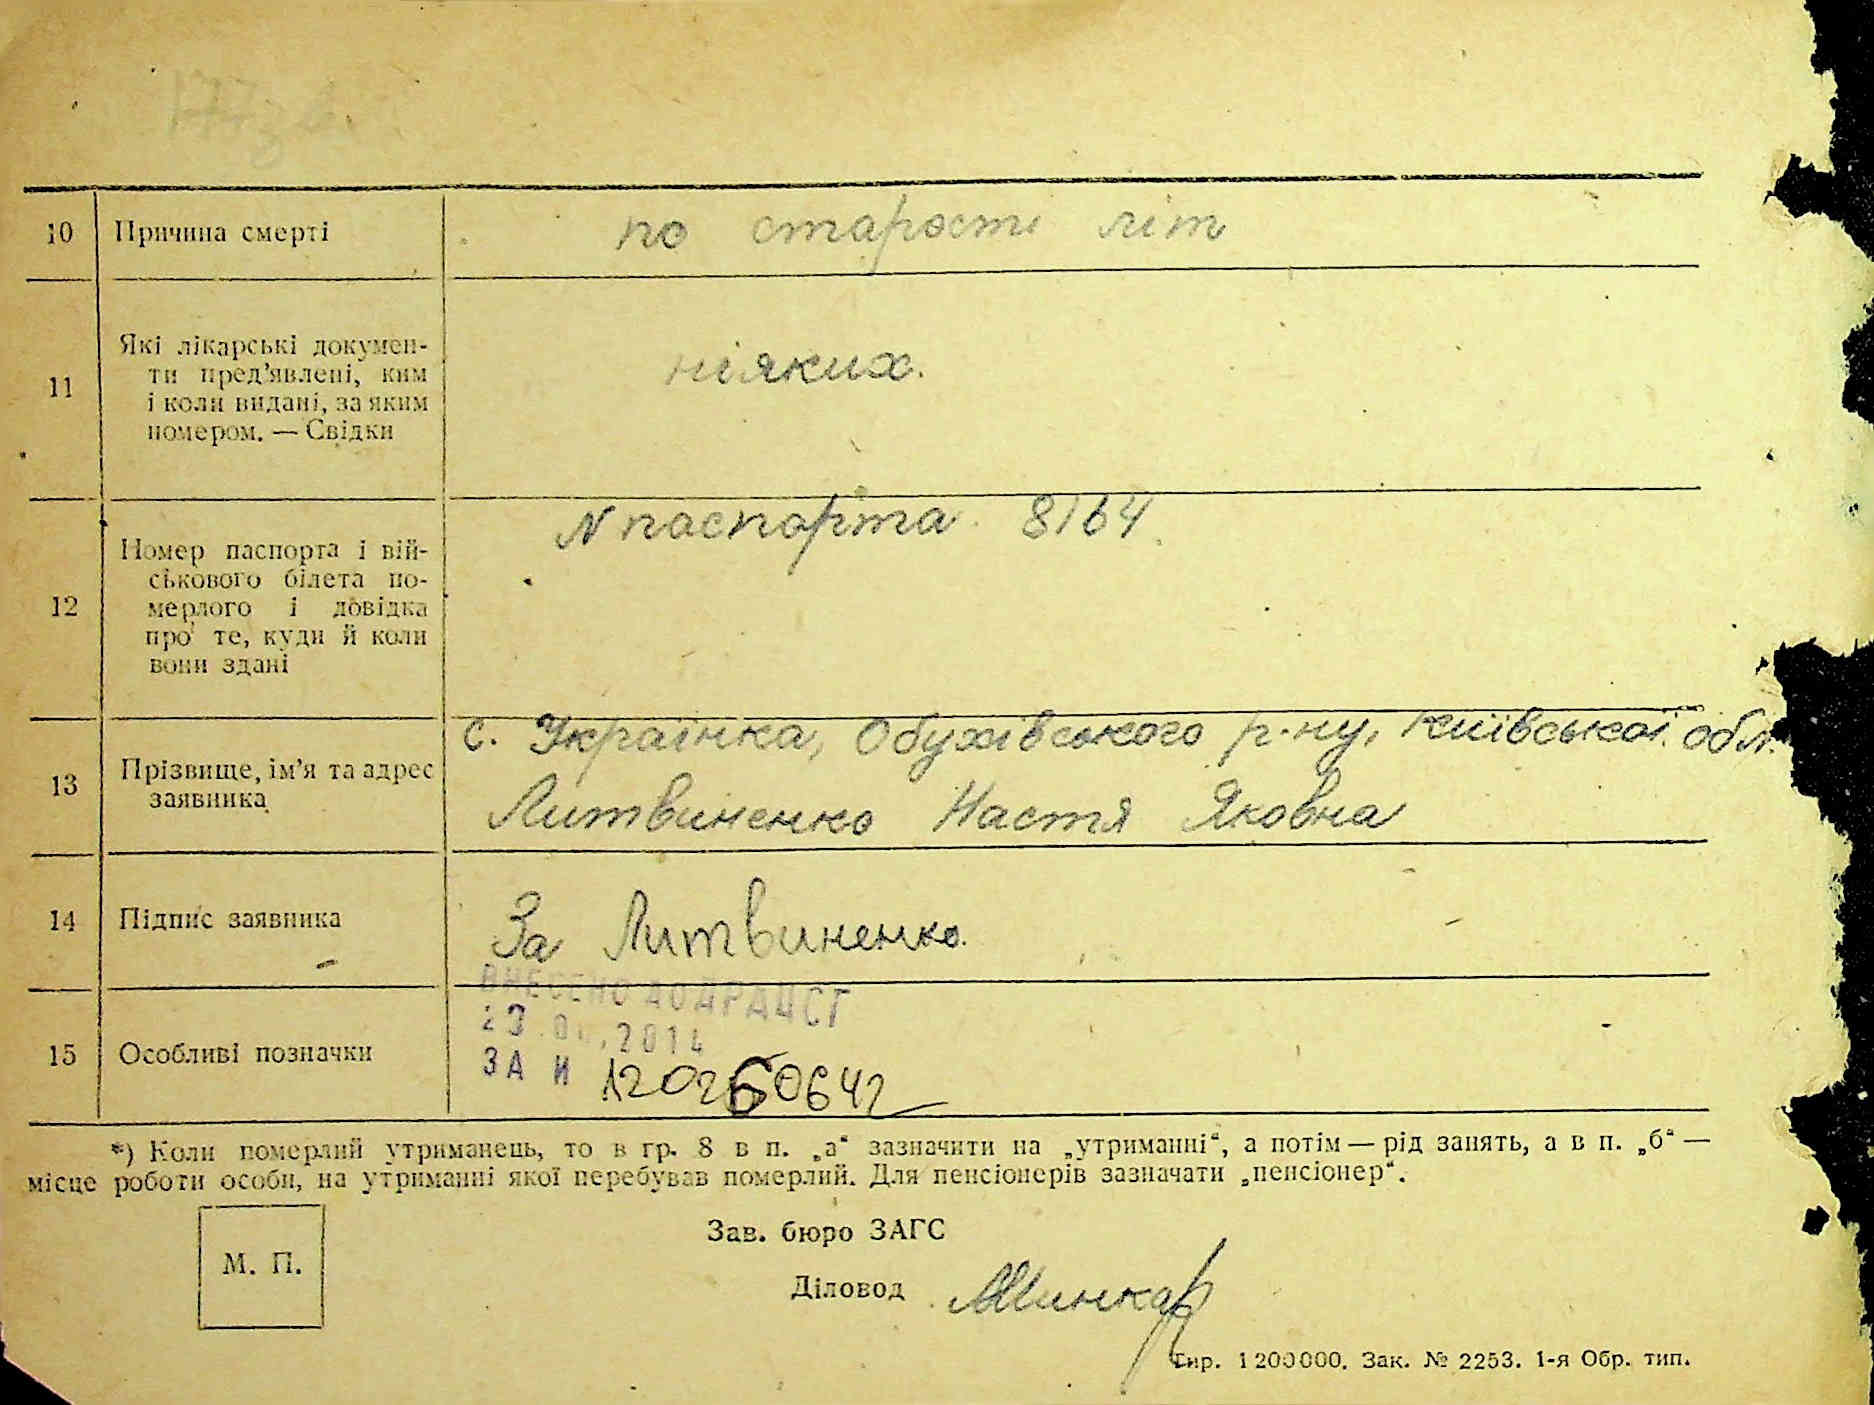 10 Причина смерті по старости літ
11 Які лікарські докумен-
ти пред’явлені, ким
і коли видані, за яким
номером. — Свідки
ніяких.
12 Номер паспорта і вій-
ськового білета по-
мерлого і довідка
про те, куди й коли
вони здані
N паспорта 8164
13 Прізвище, ім’я та адрес
заявника
с. Українка, Обухівського р-ну, Київської обл.
Литвиненко Настя Яковна
14 Підпис заявника За Литвиненко.
15 Особливі позначки
ВНЕСЕНО ДО ДРАЦСГ
2014
ЗА N 120260642
*) Коли померлий утриманець, то в гр. 8 в п. „а“ зазначити на „утриманні“, а потім — рід занять, а в п. „б“ —
місце роботи особи, на утриманні якої перебував померлий. Для пенсіонерів зазначати „пенсіонер“.
М. П.
Зав. бюро ЗАГС
Діловод
Тир. 1 200000. Зак. № 2253. 1-я Обр. тип.